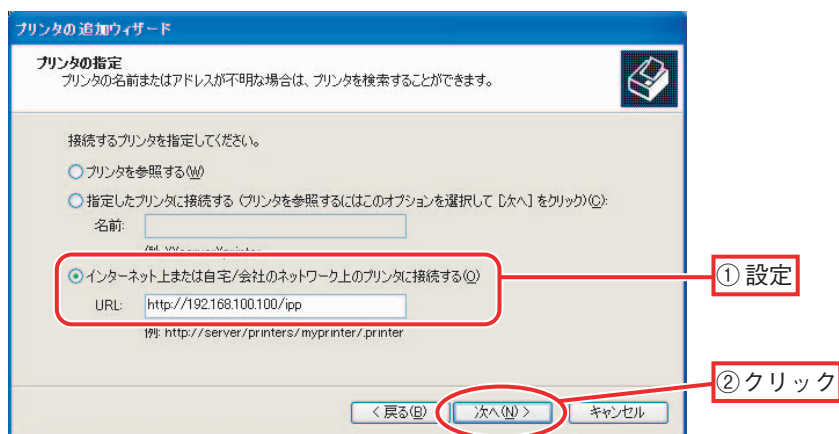 プリンタの追加ウィザード
プリンタの指定
プリンタの名前またはアドレスが不明な場合は、プリンタを検索することができます。
接続するプリンタを指定してください。
プリンタを参照する(W)
指定したプリンタに接続する (プリンタを参照するにはこのオプションを選択して [次へ] をクリック)(C):
名前:
例: ¥¥server¥printer
インターネット上または自宅/会社のネットワーク上のプリンタに接続する(O)
① 設定
URL: http://192.168.100.100/ipp
例: http://server/printers/myprinter/.printer
②クリック
< 戻る(B) 次へ(N) > キャンセル